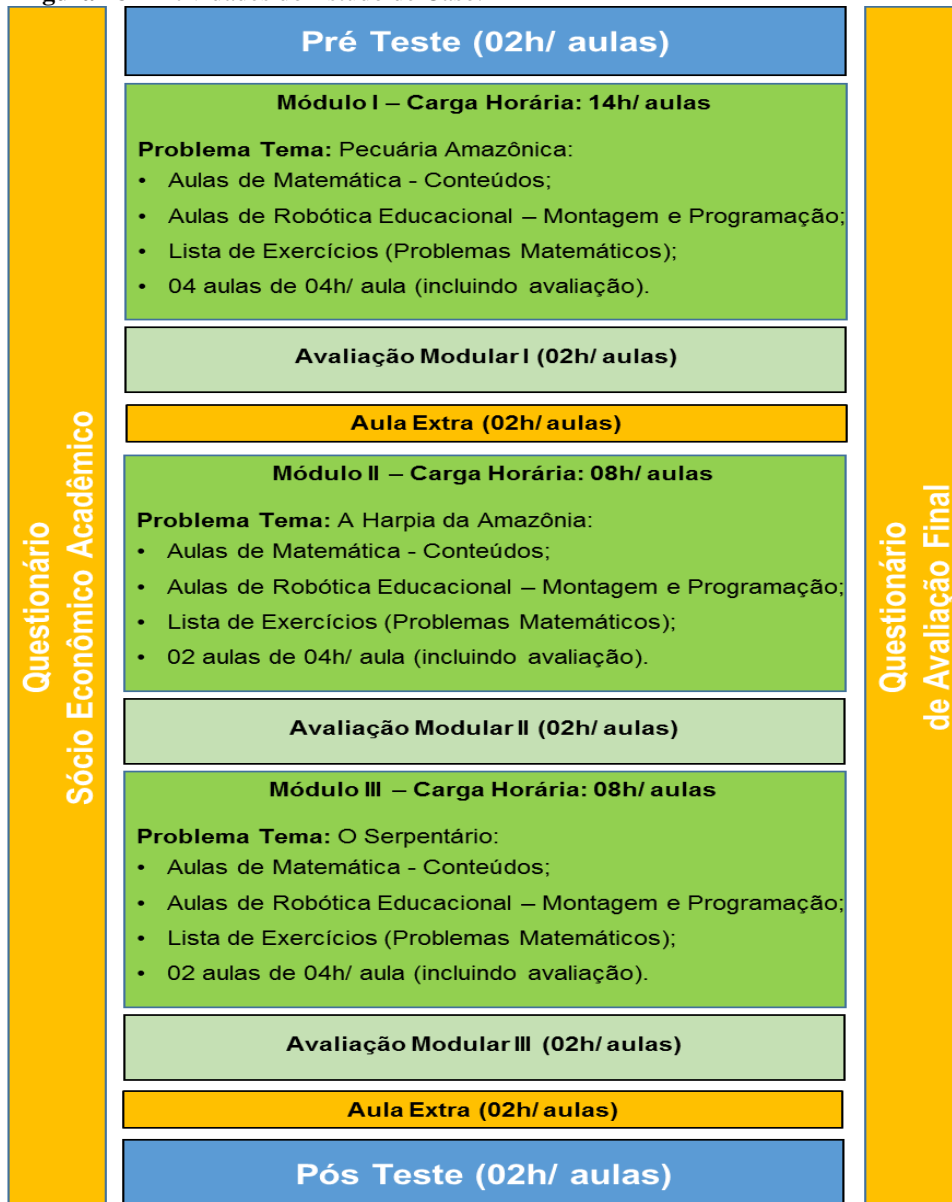 Questionário
Sócio Econômico Acadêmico
Pré Teste (02h/ aulas)
Módulo I – Carga Horária: 14h/ aulas
Problema Tema: Pecuária Amazônica:
• Aulas de Matemática - Conteúdos;
• Aulas de Robótica Educacional – Montagem e Programação;
• Lista de Exercícios (Problemas Matemáticos);
• 04 aulas de 04h/ aula (incluindo avaliação).
Avaliação Modular I (02h/ aulas)
Aula Extra (02h/ aulas)
Módulo II – Carga Horária: 08h/ aulas
Problema Tema: A Harpia da Amazônia:
• Aulas de Matemática - Conteúdos;
• Aulas de Robótica Educacional – Montagem e Programação;
• Lista de Exercícios (Problemas Matemáticos);
• 02 aulas de 04h/ aula (incluindo avaliação).
Avaliação Modular II (02h/ aulas)
Módulo III – Carga Horária: 08h/ aulas
Problema Tema: O Serpentário:
• Aulas de Matemática - Conteúdos;
• Aulas de Robótica Educacional – Montagem e Programação;
• Lista de Exercícios (Problemas Matemáticos);
• 02 aulas de 04h/ aula (incluindo avaliação).
Avaliação Modular III (02h/ aulas)
Aula Extra (02h/ aulas)
Pós Teste (02h/ aulas)
Questionário
de Avaliação Final